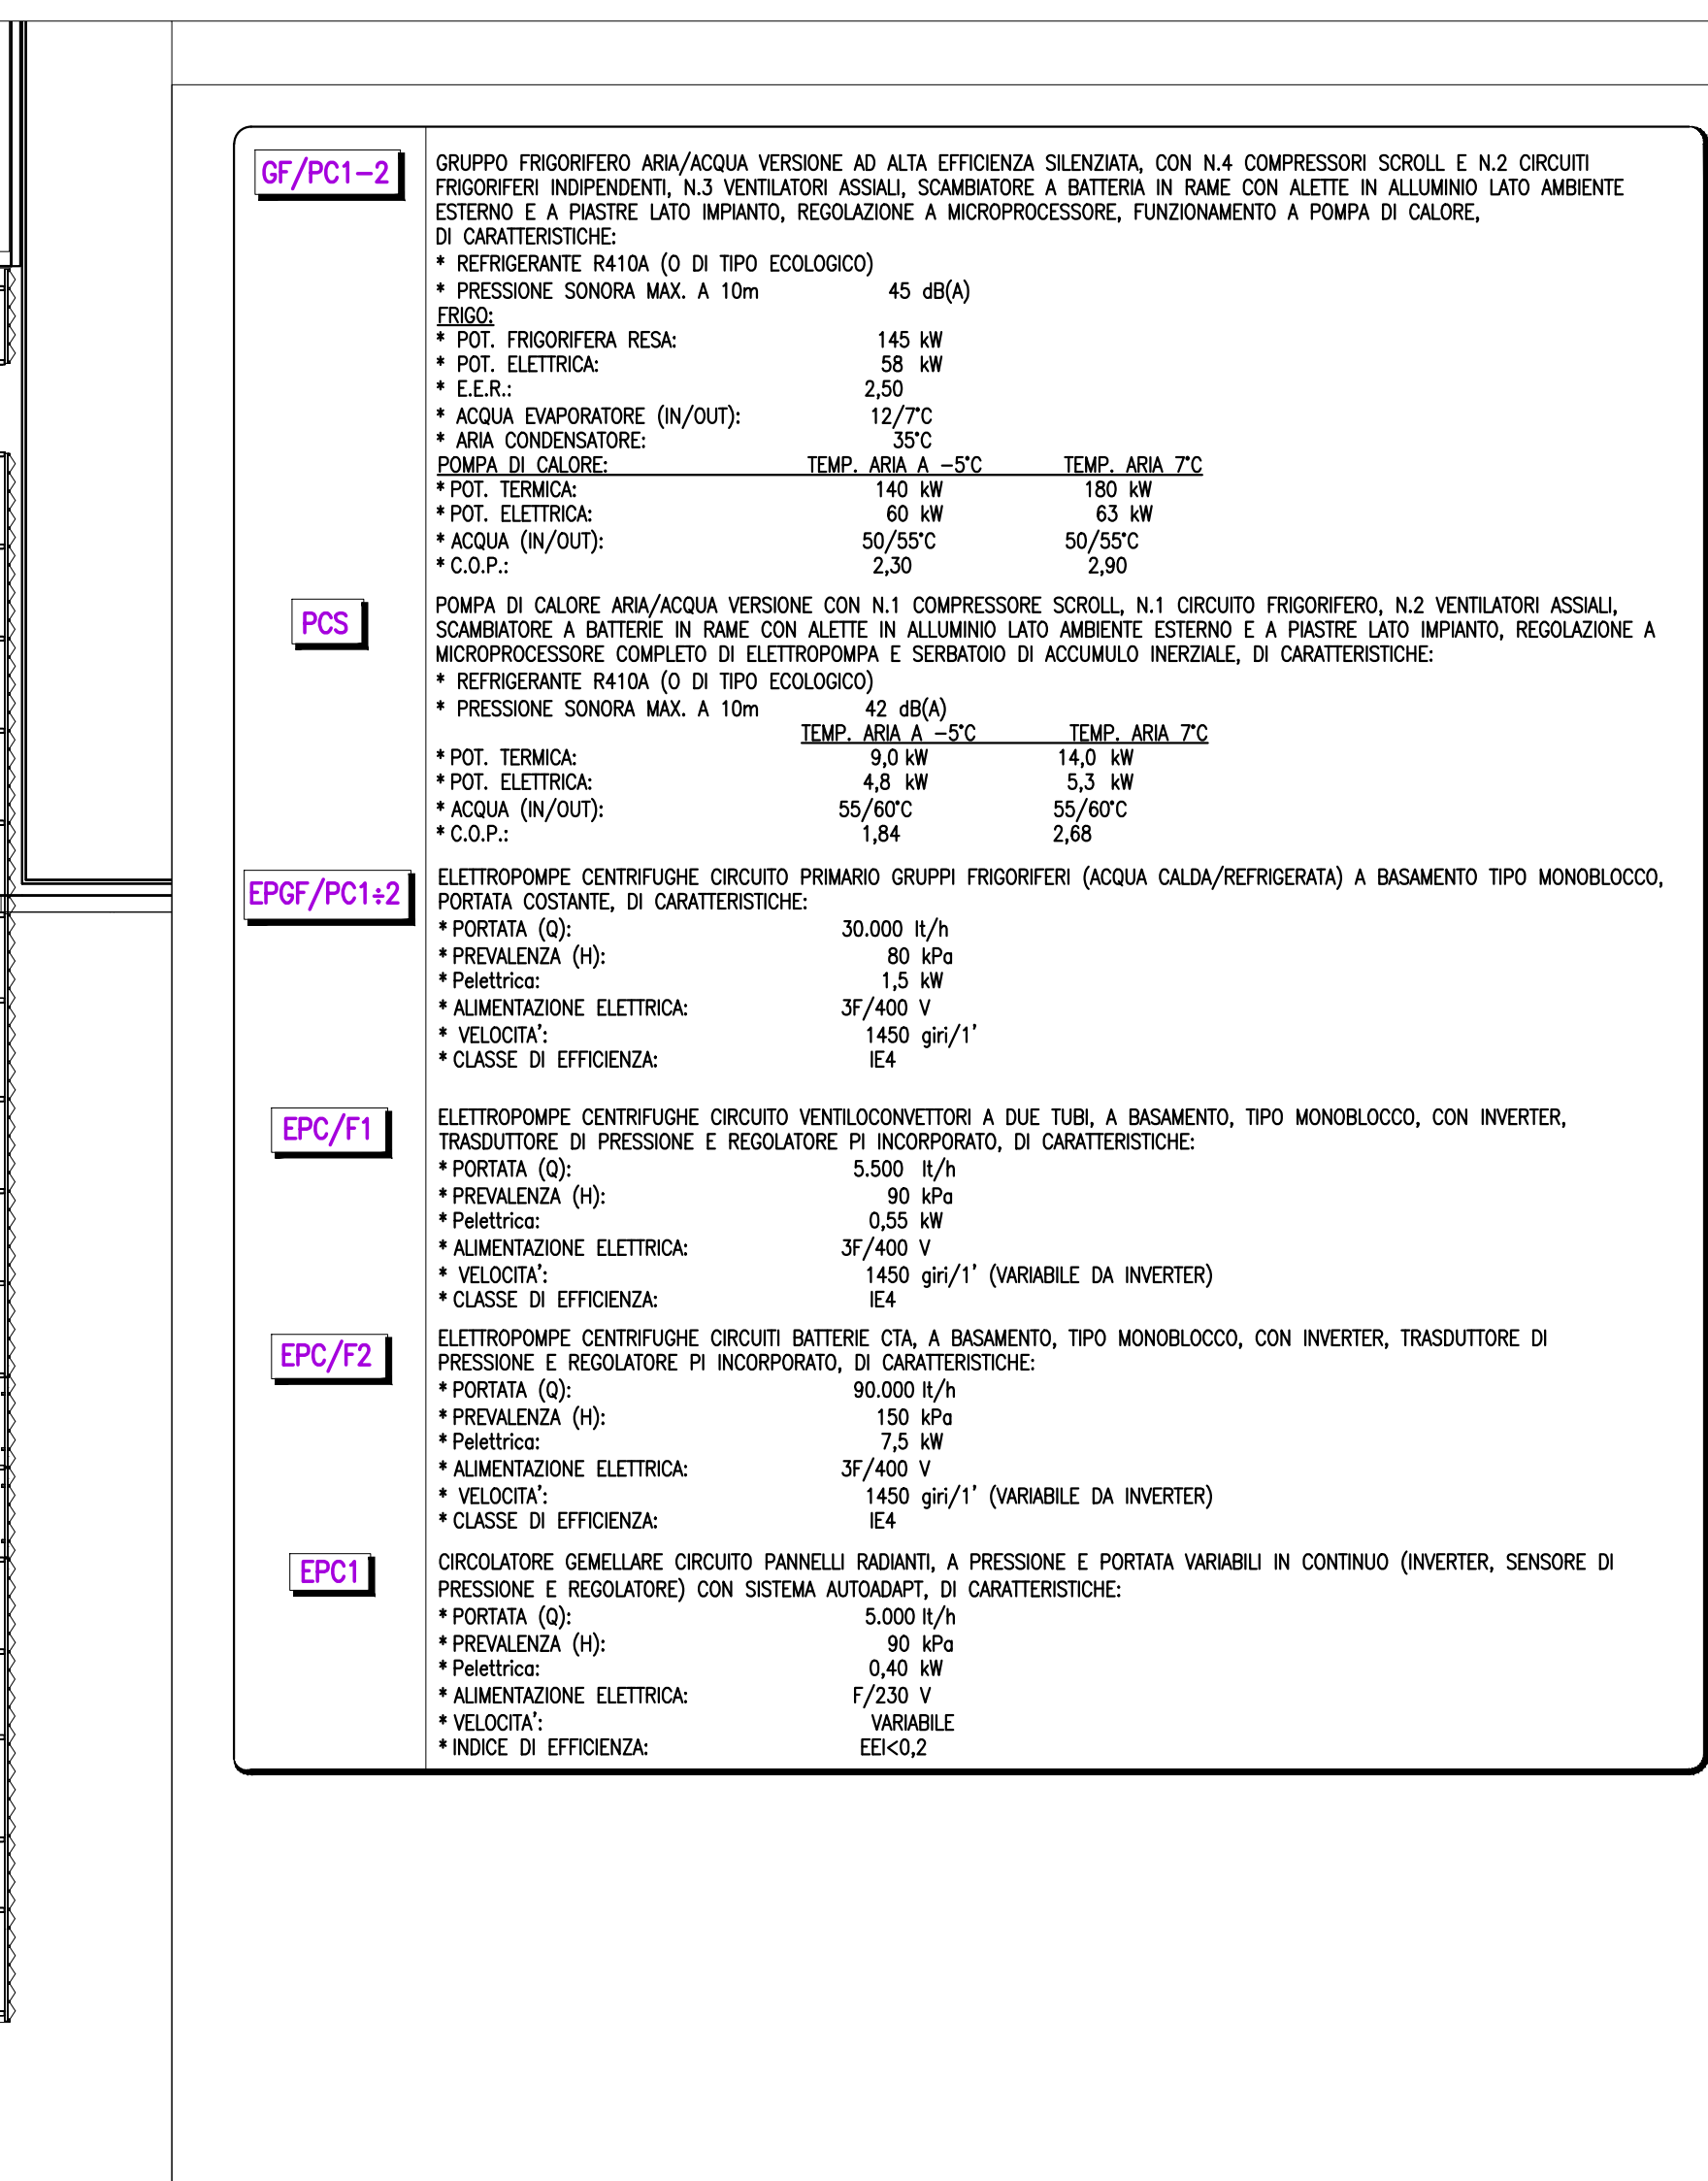 GF/PC1-2
GRUPPO FRIGORIFERO ARIA/ACQUA VERSIONE AD ALTA EFFICIENZA SILENZIATA, CON N.4 COMPRESSORI SCROLL E N.2 CIRCUITI
FRIGORIFERI INDIPENDENTI, N.3 VENTILATORI ASSIALI, SCAMBIATORE A BATTERIA IN RAME CON ALETTE IN ALLUMINIO LATO AMBIENTE
ESTERNO E A PIASTRE LATO IMPIANTO, REGOLAZIONE A MICROPROCESSORE, FUNZIONAMENTO A POMPA DI CALORE,
DI CARATTERISTICHE:
* REFRIGERANTE R410A (O DI TIPO ECOLOGICO)
* PRESSIONE SONORA MAX. A 10m 45 dB(A)
FRIGO:
* POT. FRIGORIFERA RESA: 145 kW
* POT. ELETTRICA: 58 kW
* E.E.R.: 2,50
* ACQUA EVAPORATORE (IN/OUT): 12/7°C
* ARIA CONDENSATORE: 35°C
POMPA DI CALORE: TEMP. ARIA A -5°C TEMP. ARIA 7°C
* POT. TERMICA: 140 kW 180 kW
* POT. ELETTRICA: 60 kW 63 kW
* ACQUA (IN/OUT): 50/55°C 50/55°C
* C.O.P.: 2,30 2,90
PCS
POMPA DI CALORE ARIA/ACQUA VERSIONE CON N.1 COMPRESSORE SCROLL, N.1 CIRCUITO FRIGORIFERO, N.2 VENTILATORI ASSIALI,
SCAMBIATORE A BATTERIE IN RAME CON ALETTE IN ALLUMINIO LATO AMBIENTE ESTERNO E A PIASTRE LATO IMPIANTO, REGOLAZIONE A
MICROPROCESSORE COMPLETO DI ELETTROPOMPA E SERBATOIO DI ACCUMULO INERZIALE, DI CARATTERISTICHE:
* REFRIGERANTE R410A (O DI TIPO ECOLOGICO)
* PRESSIONE SONORA MAX. A 10m 42 dB(A)
TEMP. ARIA A -5°C TEMP. ARIA 7°C
* POT. TERMICA: 9,0 kW 14,0 kW
* POT. ELETTRICA: 4,8 kW 5,3 kW
* ACQUA (IN/OUT): 55/60°C 55/60°C
* C.O.P.: 1,84 2,68
EPGF/PC1÷2
ELETTROPOMPE CENTRIFUGHE CIRCUITO PRIMARIO GRUPPI FRIGORIFERI (ACQUA CALDA/REFRIGERATA) A BASAMENTO TIPO MONOBLOCCO,
PORTATA COSTANTE, DI CARATTERISTICHE:
* PORTATA (Q): 30.000 lt/h
* PREVALENZA (H): 80 kPa
* Pelettrica: 1,5 kW
* ALIMENTAZIONE ELETTRICA: 3F/400 V
* VELOCITA': 1450 giri/1'
* CLASSE DI EFFICIENZA: IE4
EPC/F1
ELETTROPOMPE CENTRIFUGHE CIRCUITO VENTILOCONVETTORI A DUE TUBI, A BASAMENTO, TIPO MONOBLOCCO, CON INVERTER,
TRASDUTTORE DI PRESSIONE E REGOLATORE PI INCORPORATO, DI CARATTERISTICHE:
* PORTATA (Q): 5.500 lt/h
* PREVALENZA (H): 90 kPa
* Pelettrica: 0,55 kW
* ALIMENTAZIONE ELETTRICA: 3F/400 V
* VELOCITA': 1450 giri/1' (VARIABILE DA INVERTER)
* CLASSE DI EFFICIENZA: IE4
EPC/F2
ELETTROPOMPE CENTRIFUGHE CIRCUITI BATTERIE CTA, A BASAMENTO, TIPO MONOBLOCCO, CON INVERTER, TRASDUTTORE DI
PRESSIONE E REGOLATORE PI INCORPORATO, DI CARATTERISTICHE:
* PORTATA (Q): 90.000 lt/h
* PREVALENZA (H): 150 kPa
* Pelettrica: 7,5 kW
* ALIMENTAZIONE ELETTRICA: 3F/400 V
* VELOCITA': 1450 giri/1' (VARIABILE DA INVERTER)
* CLASSE DI EFFICIENZA: IE4
EPC1
CIRCOLATORE GEMELLARE CIRCUITO PANNELLI RADIANTI, A PRESSIONE E PORTATA VARIABILI IN CONTINUO (INVERTER, SENSORE DI
PRESSIONE E REGOLATORE) CON SISTEMA AUTOADAPT, DI CARATTERISTICHE:
* PORTATA (Q): 5.000 lt/h
* PREVALENZA (H): 90 kPa
* Pelettrica: 0,40 kW
* ALIMENTAZIONE ELETTRICA: F/230 V
* VELOCITA': VARIABILE
* INDICE DI EFFICIENZA: EEI<0,2